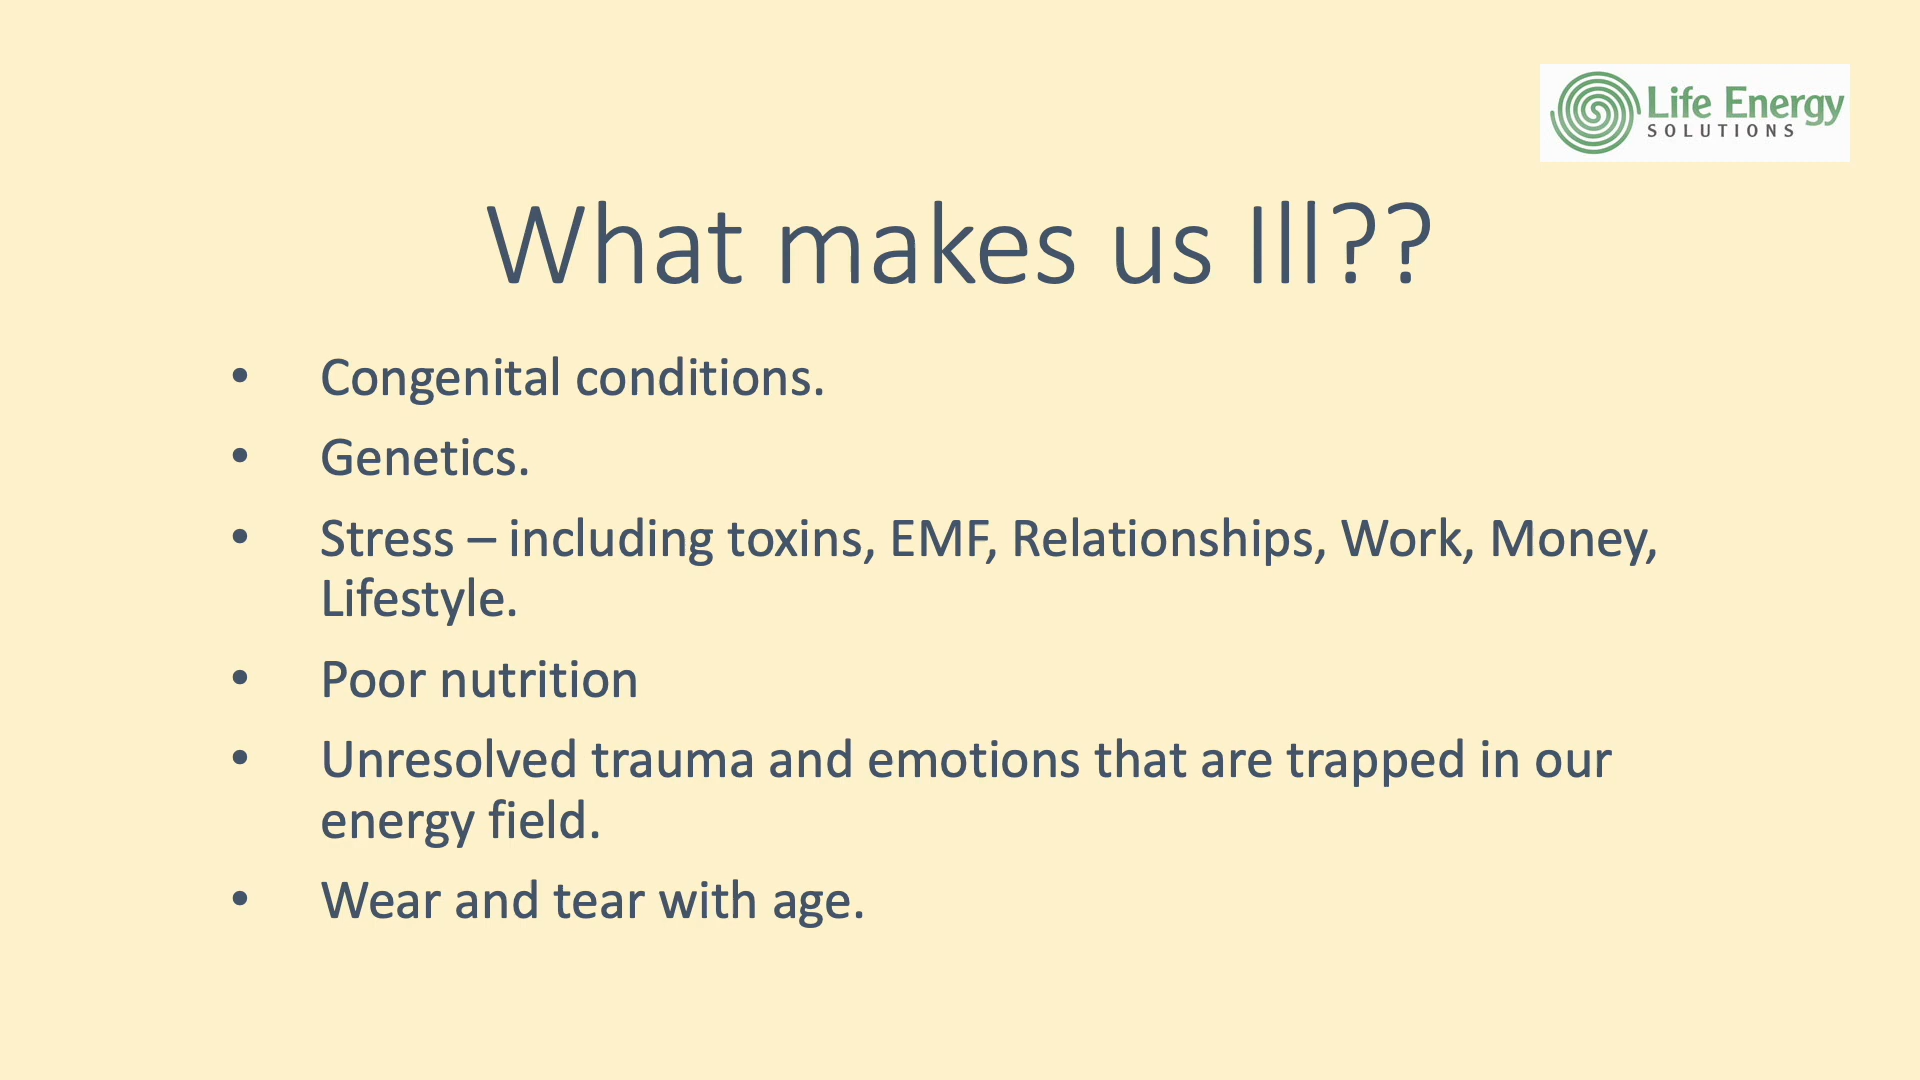 Life Energy
SOLUTIONS
What makes us Ill??
• Congenital conditions.
• Genetics.
• Stress – including toxins, EMF, Relationships, Work, Money,
Lifestyle.
• Poor nutrition
• Unresolved trauma and emotions that are trapped in our
energy field.
• Wear and tear with age.